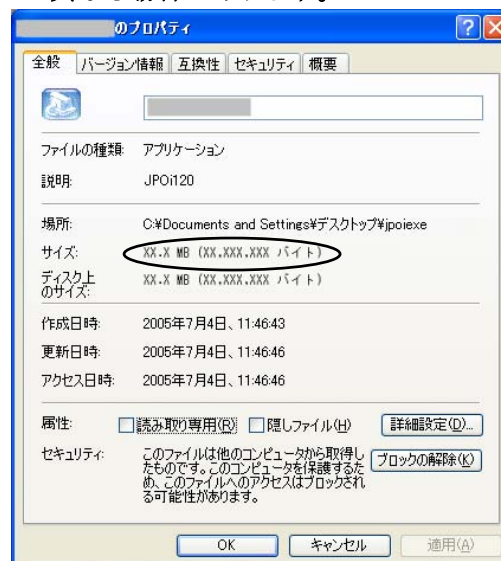 のプロパティ
全般 バージョン情報 互換性 セキュリティ 概要
ファイルの種類: アプリケーション
説明: JPOi120
場所: C:¥Documents and Settings¥デスクトップ¥jpoiexe
サイズ: XX.X MB (XX.XXX.XXX バイト)
ディスク上
のサイズ: XX.X MB (XX.XXX.XXX バイト)
作成日時: 2005年7月4日、11:46:43
更新日時: 2005年7月4日、11:46:46
アクセス日時: 2005年7月4日、11:46:46
属性: 読み取り専用(R) 隠しファイル(H) 詳細設定(D)...
セキュリティ: このファイルは他のコンピュータから取得し
たものです。このコンピュータを保護するた
め、このファイルへのアクセスはブロックされ
る可能性があります。
ブロックの解除(K)
OK キャンセル 適用(A)